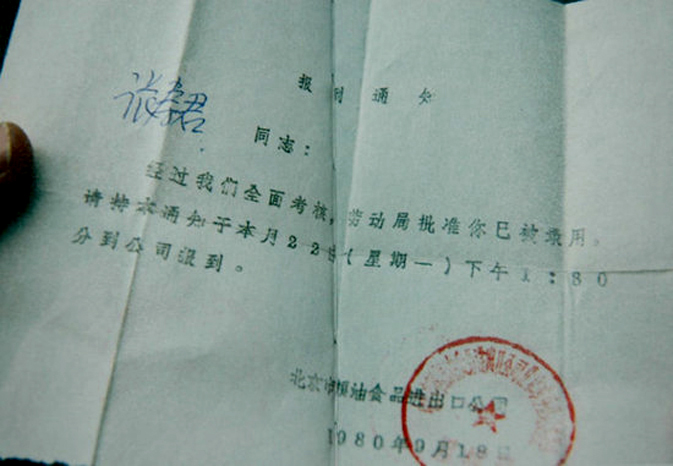 报到通知
张春君
同志：
经过我们全面考核，劳动局批准你已被录用。
请持本通知于本月22日（星期一）下午1：30
分到公司报到。
北京市粮油食品进出口公司
1980年9月18日